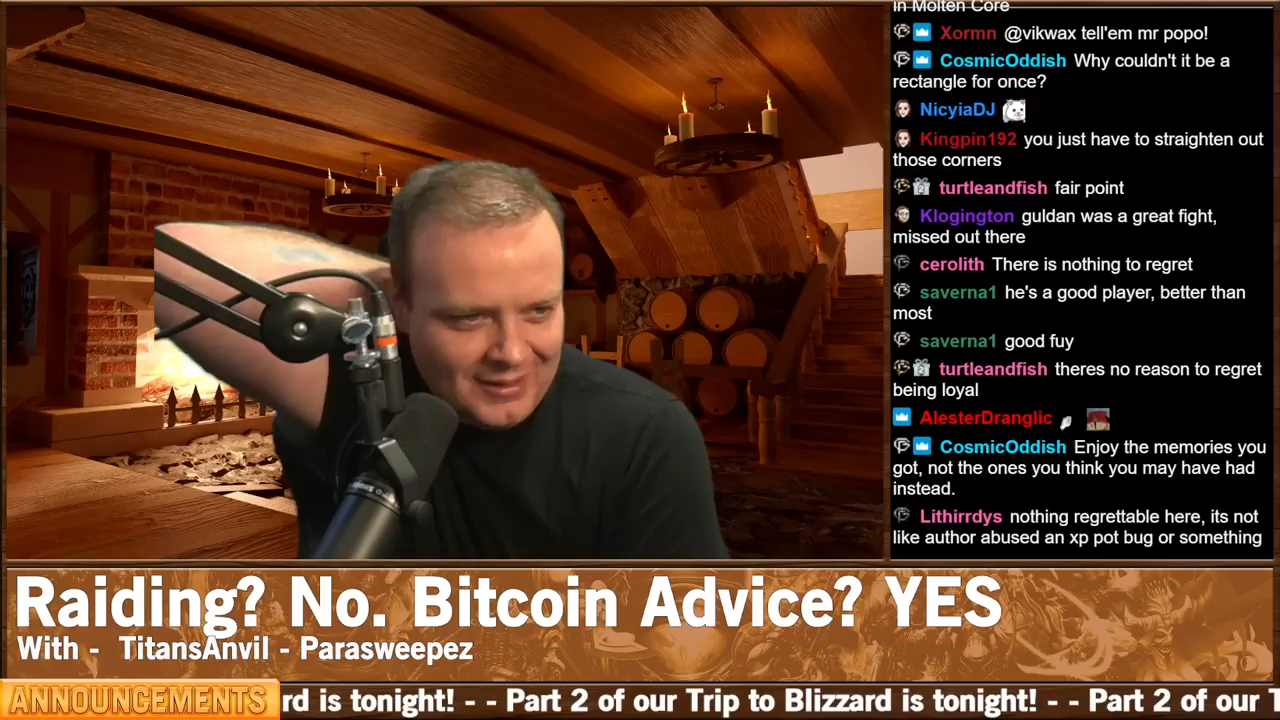 in Molten Core
Xormn @vikwax tell'em mr popo!
CosmicOddish Why couldn't it be a
rectangle for once?
NicyiaDJ
Kingpin192 you just have to straighten out
those corners
turtleandfish fair point
Klogington guldan was a great fight,
missed out there
cerolith There is nothing to regret
saverna1 he's a good player, better than
most
saverna1 good fuy
turtleandfish theres no reason to regret
being loyal
AlesterDranglic
CosmicOddish Enjoy the memories you
got, not the ones you think you may have had
instead.
Lithirrdys nothing regrettable here, its not
like author abused an xp pot bug or something
Raiding? No. Bitcoin Advice? YES
With - TitansAnvil - Parasweepez
ANNOUNCEMENTS rd is tonight! - - Part 2 of our Trip to Blizzard is tonight! - - Part 2 of our T